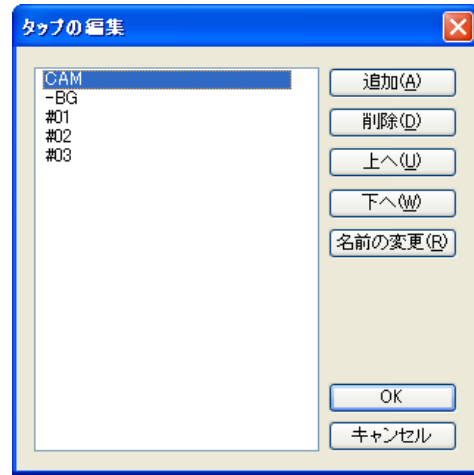 タップの編集
CAM
-BG
#01
#02
#03
追加(A)
削除(D)
上へ(U)
下へ(W)
名前の変更(R)
OK
キャンセル